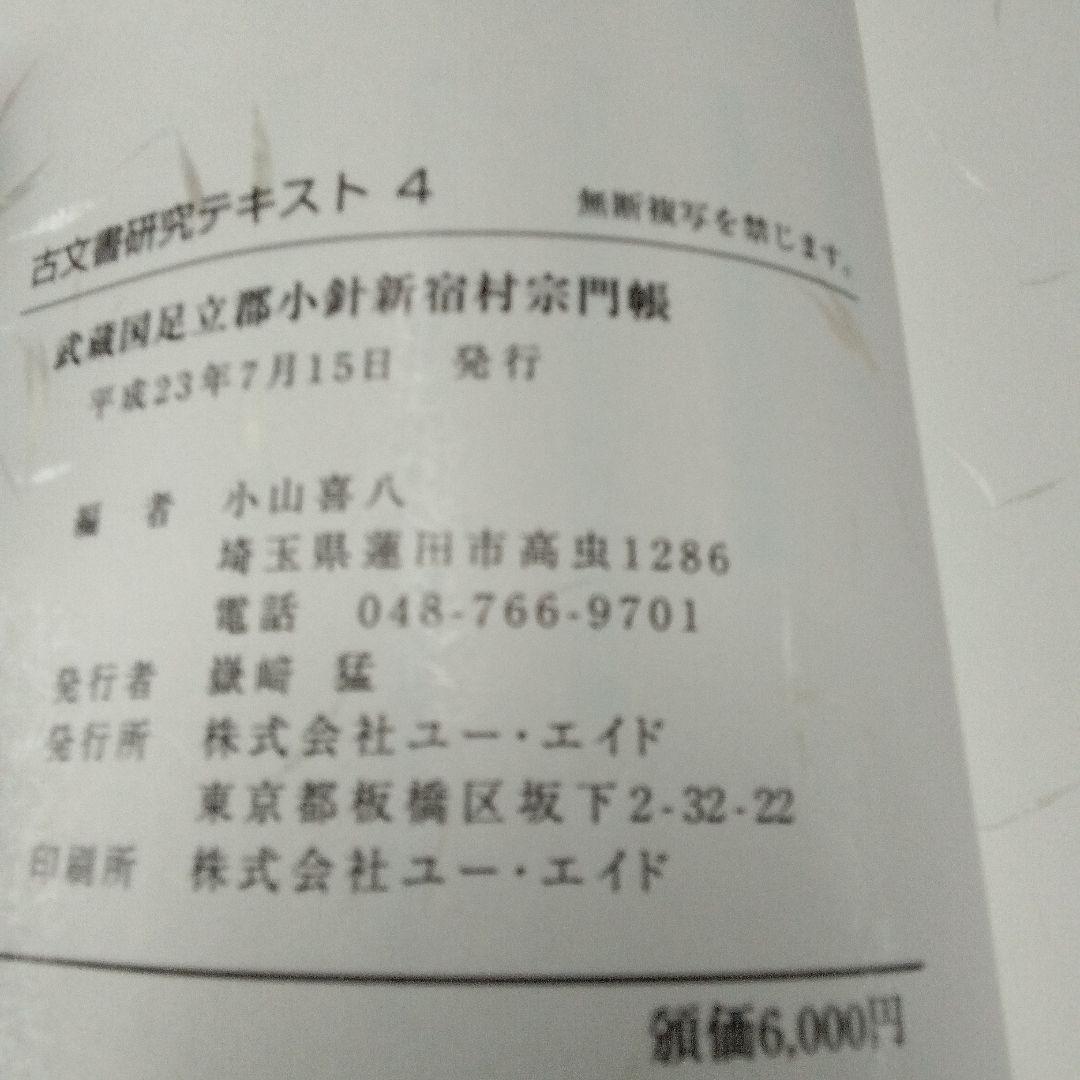 古文書研究テキスト 4
無断複写を禁じます。
武蔵国足立郡小針新宿村宗門帳
平成23年7月15日 発行
編 者 小山喜八
埼玉県蓮田市高虫1286
電話 048-766-9701
発行者 嶽﨑 猛
発行所 株式会社ユー・エイド
東京都板橋区坂下2-32-22
印刷所 株式会社ユー・エイド
頒価6,000円